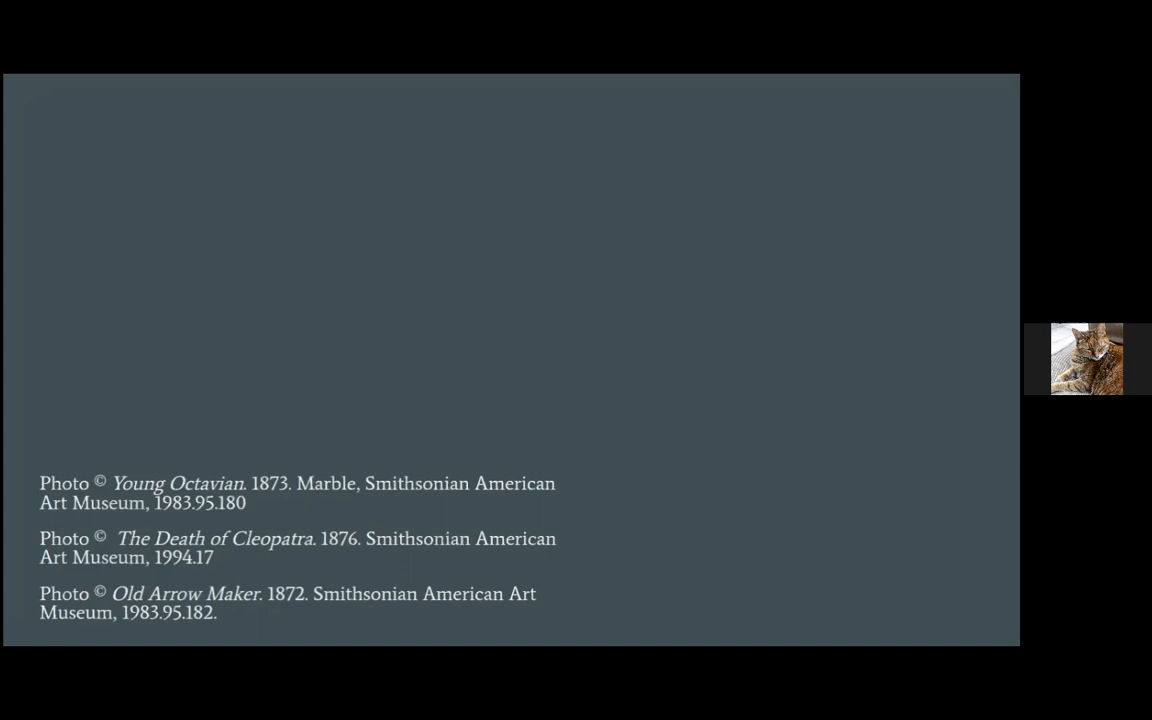 Photo © Young Octavian. 1873. Marble, Smithsonian American
Art Museum, 1983.95.180
Photo © The Death of Cleopatra. 1876. Smithsonian American
Art Museum, 1994.17
Photo © Old Arrow Maker. 1872. Smithsonian American Art
Museum, 1983.95.182.